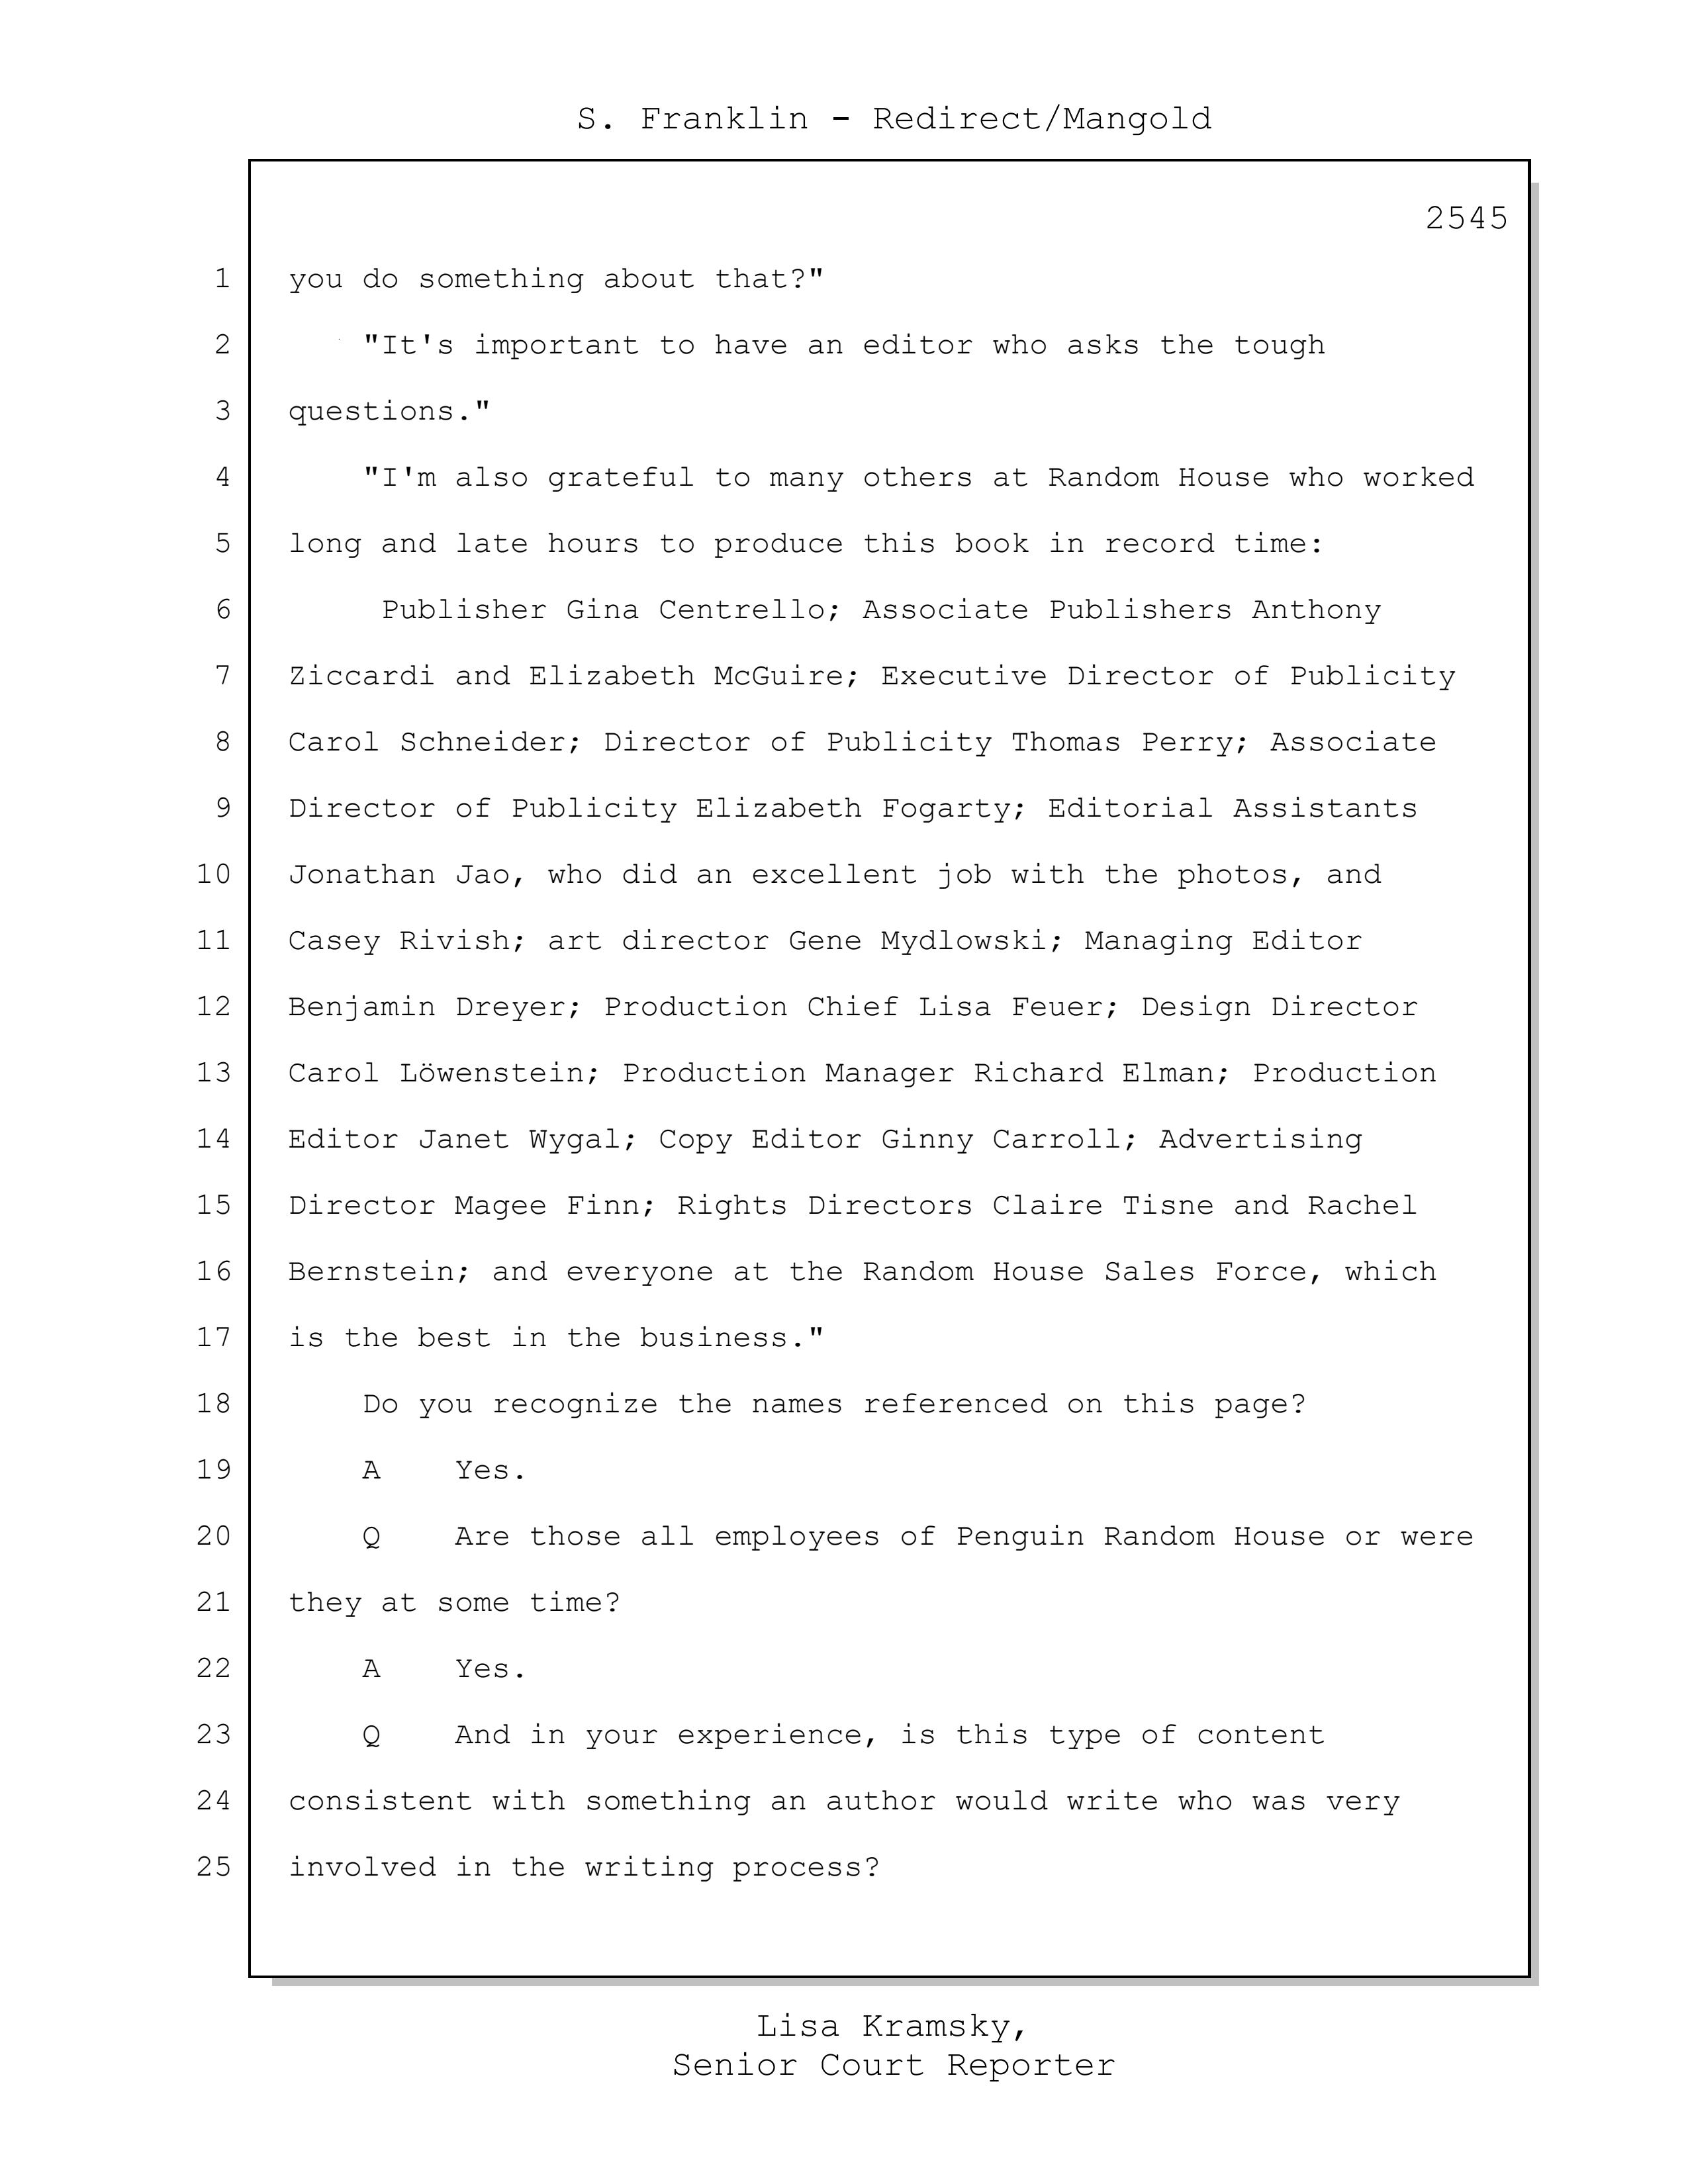 S. Franklin - Redirect/Mangold
2545
1 you do something about that?"
2 "It's important to have an editor who asks the tough
3 questions."
4 "I'm also grateful to many others at Random House who worked
5 long and late hours to produce this book in record time:
6 Publisher Gina Centrello; Associate Publishers Anthony
7 Ziccardi and Elizabeth McGuire; Executive Director of Publicity
8 Carol Schneider; Director of Publicity Thomas Perry; Associate
9 Director of Publicity Elizabeth Fogarty; Editorial Assistants
10 Jonathan Jao, who did an excellent job with the photos, and
11 Casey Rivish; art director Gene Mydlowski; Managing Editor
12 Benjamin Dreyer; Production Chief Lisa Feuer; Design Director
13 Carol Löwenstein; Production Manager Richard Elman; Production
14 Editor Janet Wygal; Copy Editor Ginny Carroll; Advertising
15 Director Magee Finn; Rights Directors Claire Tisne and Rachel
16 Bernstein; and everyone at the Random House Sales Force, which
17 is the best in the business."
18 Do you recognize the names referenced on this page?
19 A Yes.
20 Q Are those all employees of Penguin Random House or were
21 they at some time?
22 A Yes.
23 Q And in your experience, is this type of content
24 consistent with something an author would write who was very
25 involved in the writing process?
Lisa Kramsky,
Senior Court Reporter